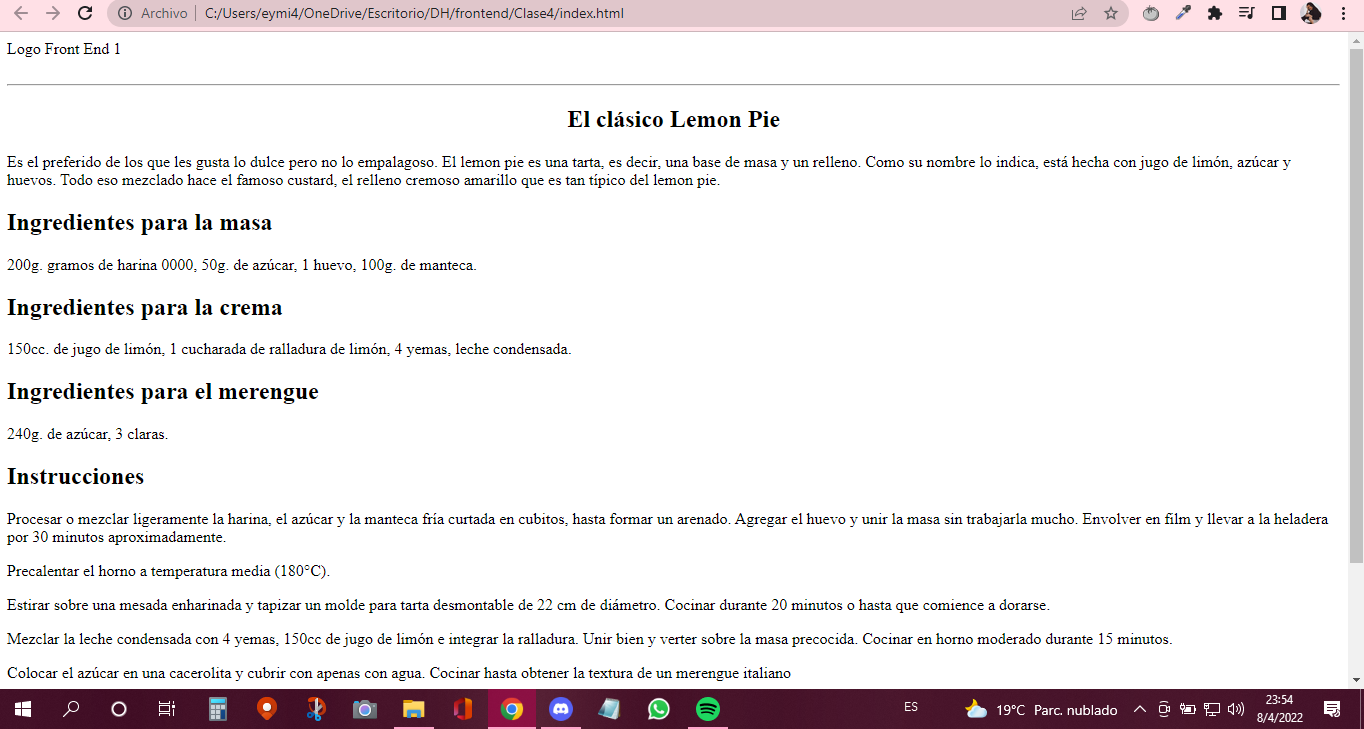 Archivo | C:/Users/eymi4/OneDrive/Escritorio/DH/frontend/Clase4/index.html
Logo Front End 1
El clásico Lemon Pie
Es el preferido de los que les gusta lo dulce pero no lo empalagoso. El lemon pie es una tarta, es decir, una base de masa y un relleno. Como su nombre lo indica, está hecha con jugo de limón, azúcar y
huevos. Todo eso mezclado hace el famoso custard, el relleno cremoso amarillo que es tan típico del lemon pie.
Ingredientes para la masa
200g. gramos de harina 0000, 50g. de azúcar, 1 huevo, 100g. de manteca.
Ingredientes para la crema
150cc. de jugo de limón, 1 cucharada de ralladura de limón, 4 yemas, leche condensada.
Ingredientes para el merengue
240g. de azúcar, 3 claras.
Instrucciones
Procesar o mezclar ligeramente la harina, el azúcar y la manteca fría curtada en cubitos, hasta formar un arenado. Agregar el huevo y unir la masa sin trabajarla mucho. Envolver en film y llevar a la heladera
por 30 minutos aproximadamente.
Precalentar el horno a temperatura media (180°C).
Estirar sobre una mesada enharinada y tapizar un molde para tarta desmontable de 22 cm de diámetro. Cocinar durante 20 minutos o hasta que comience a dorarse.
Mezclar la leche condensada con 4 yemas, 150cc de jugo de limón e integrar la ralladura. Unir bien y verter sobre la masa precocida. Cocinar en horno moderado durante 15 minutos.
Colocar el azúcar en una cacerolita y cubrir con apenas con agua. Cocinar hasta obtener la textura de un merengue italiano
ES
19°C Parc. nublado
23:54
8/4/2022